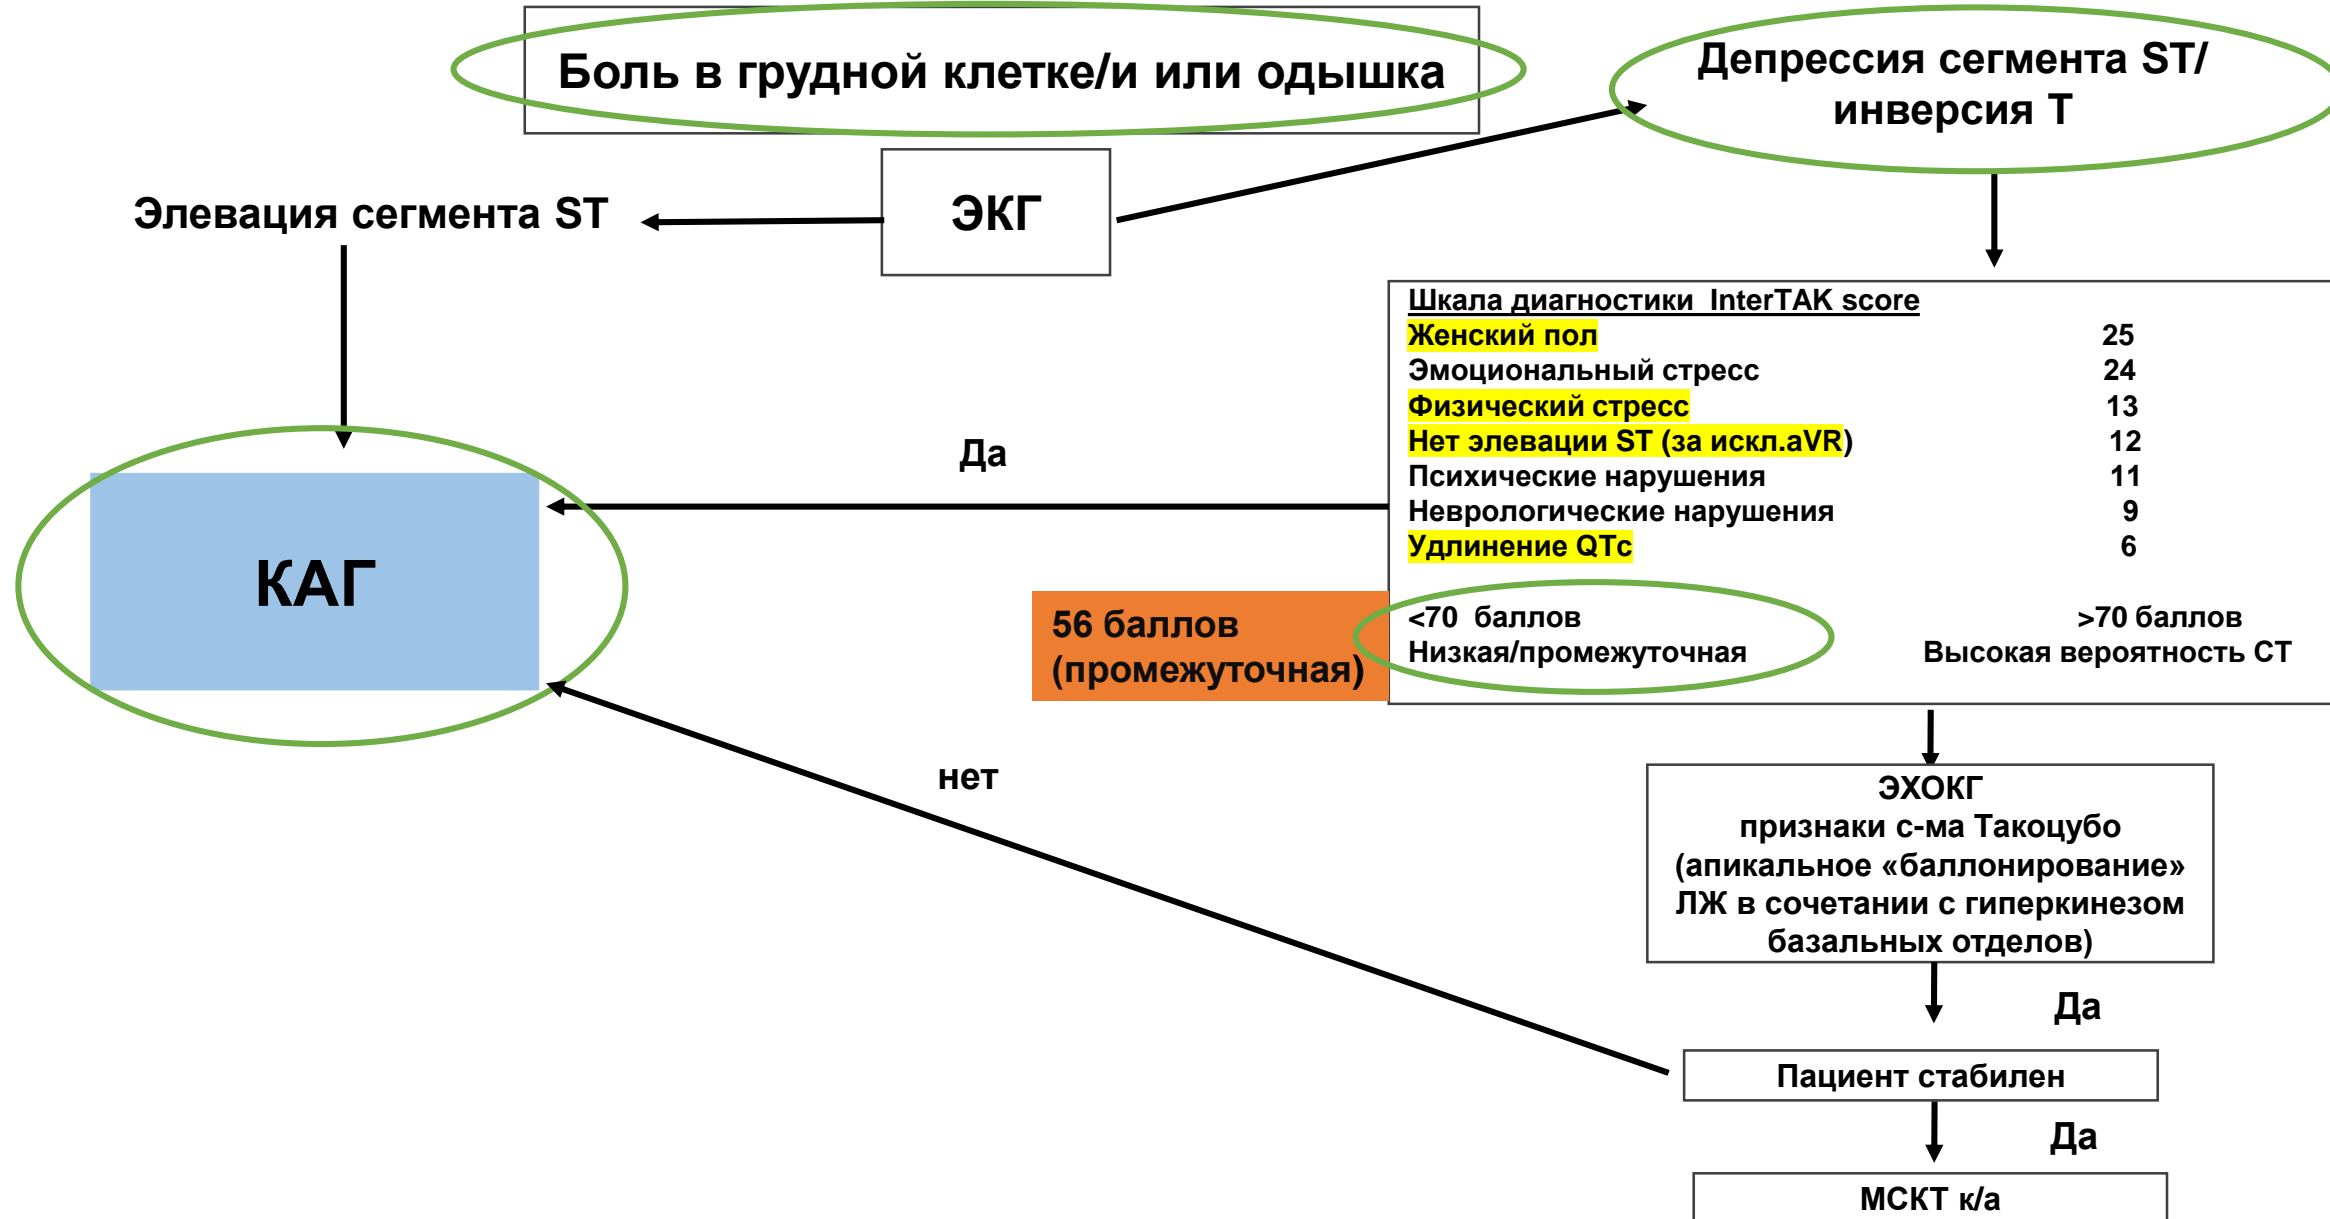 Боль в грудной клетке/и или одышка
Депрессия сегмента ST/
инверсия Т
ЭКГ
Элевация сегмента ST
Шкала диагностики InterTAK score
Женский пол 25
Эмоциональный стресс 24
Физический стресс 13
Нет элевации ST (за искл.aVR) 12
Психические нарушения 11
Неврологические нарушения 9
Удлинение QTc 6
<70 баллов >70 баллов
Низкая/промежуточная Высокая вероятность СТ
Да
КАГ
56 баллов
(промежуточная)
нет
ЭХОКГ
признаки с-ма Такоцубо
(апикальное «баллонирование»
ЛЖ в сочетании с гиперкинезом
базальных отделов)
Да
Пациент стабилен
Да
МСКТ к/а